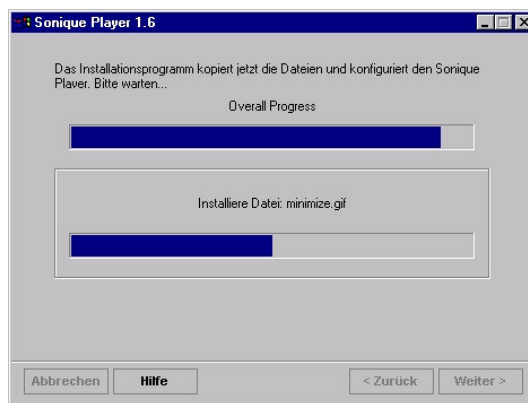 Sonique Player 1.6
Das Installationsprogramm kopiert jetzt die Dateien und konfiguriert den Sonique
Player. Bitte warten...
Overall Progress
Installiere Datei: minimize.gif
Abbrechen
Hilfe
< Zurück
Weiter >